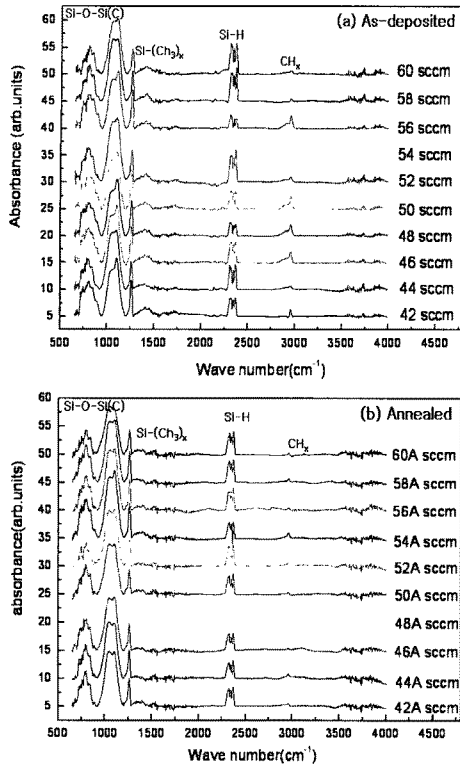 Si-O-Si(C)
(a) As-deposited
Si-(Ch3)x
Si-H
CHx
60
55
50
45
40
35
30
25
20
15
10
5
60 sccm
58 sccm
56 sccm
54 sccm
52 sccm
50 sccm
48 sccm
46 sccm
44 sccm
42 sccm
Absorbance (arb.units)
500 1000 1500 2000 2500 3000 3500 4000 4500
Wave number(cm-1)
Si-O-Si(C)
(b) Annealed
Si-(Ch3)x
Si-H
CHx
60
55
50
45
40
35
30
25
20
15
10
5
60A sccm
58A sccm
56A sccm
54A sccm
52A sccm
50A sccm
48A sccm
46A sccm
44A sccm
42A sccm
absorbance(arb.units)
500 1000 1500 2000 2500 3000 3500 4000 4500
Wave number(cm-1)